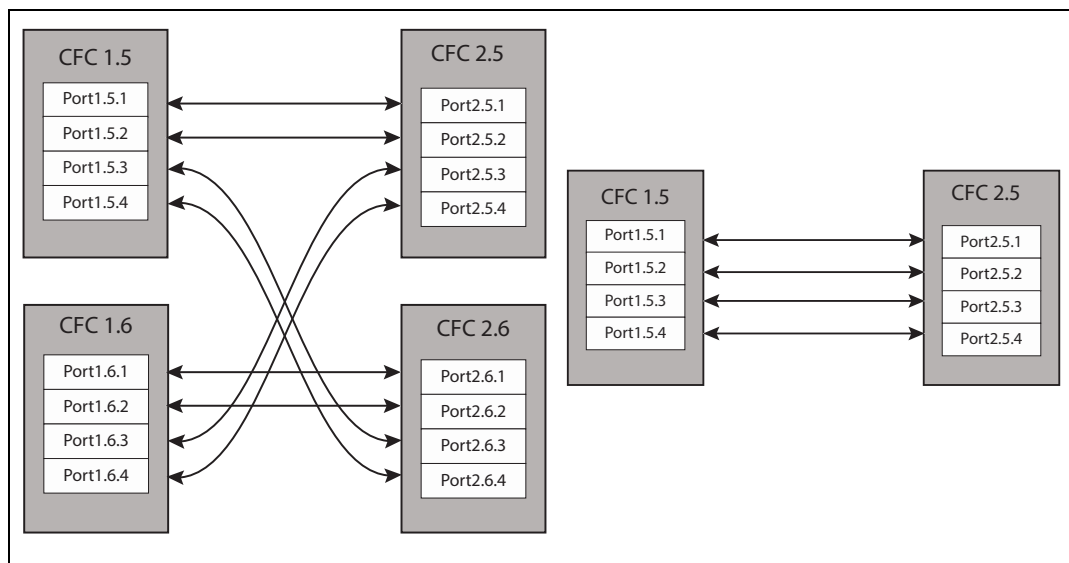 CFC 1.5
Port1.5.1
Port1.5.2
Port1.5.3
Port1.5.4
CFC 2.5
Port2.5.1
Port2.5.2
Port2.5.3
Port2.5.4
CFC 1.6
Port1.6.1
Port1.6.2
Port1.6.3
Port1.6.4
CFC 2.6
Port2.6.1
Port2.6.2
Port2.6.3
Port2.6.4
CFC 1.5
Port1.5.1
Port1.5.2
Port1.5.3
Port1.5.4
CFC 2.5
Port2.5.1
Port2.5.2
Port2.5.3
Port2.5.4